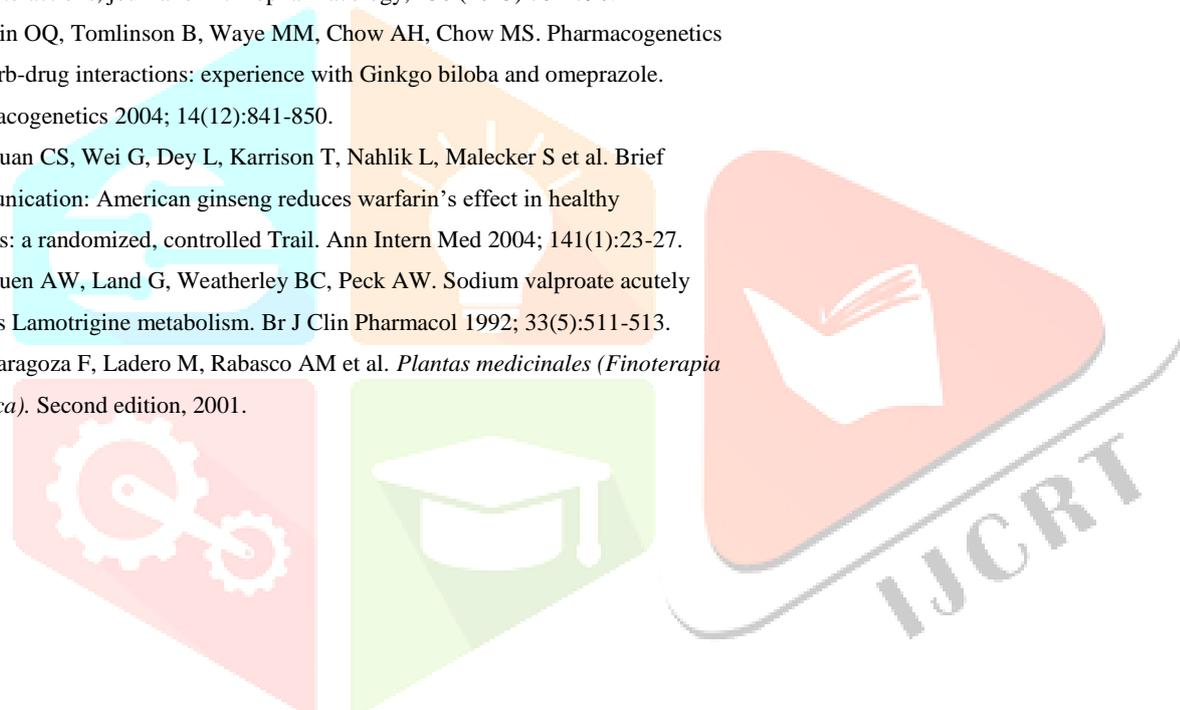 in OQ, Tomlinson B, Waye MM, Chow AH, Chow MS. Pharmacogenetics
rb-drug interactions: experience with Ginkgo biloba and omeprazole.
acogenetics 2004; 14(12):841-850.
uan CS, Wei G, Dey L, Karrison T, Nahlik L, Malecker S et al. Brief
unication: American ginseng reduces warfarin’s effect in healthy
s: a randomized, controlled Trail. Ann Intern Med 2004; 141(1):23-27.
uen AW, Land G, Weatherley BC, Peck AW. Sodium valproate acutely
s Lamotrigine metabolism. Br J Clin Pharmacol 1992; 33(5):511-513.
aragoza F, Ladero M, Rabasco AM et al. Plantas medicinales (Finoterapia
ca). Second edition, 2001.
IJCRT